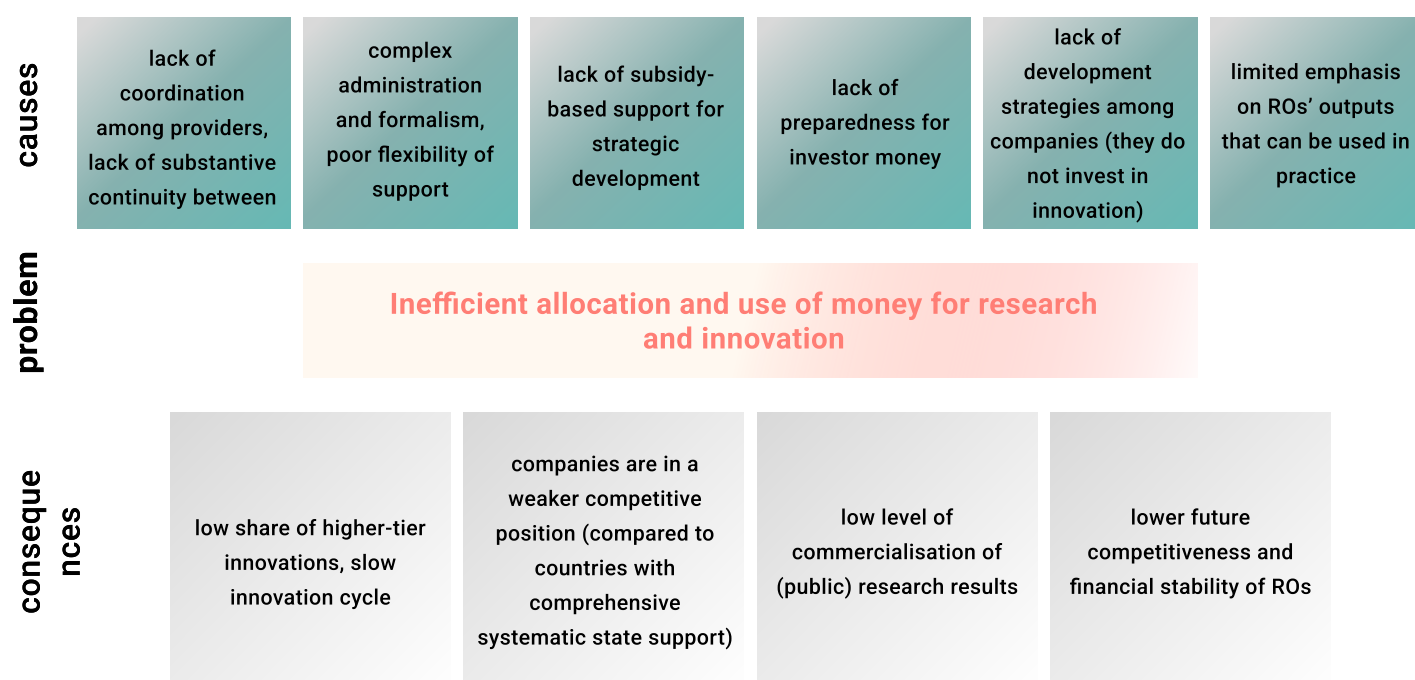 causes
lack of
coordination
among providers,
lack of substantive
continuity between
complex
administration
and formalism,
poor flexibility of
support
lack of subsidy-
based support for
strategic
development
lack of
preparedness for
investor money
lack of
development
strategies among
companies (they do
not invest in
innovation)
limited emphasis
on ROs’ outputs
that can be used in
practice
problem
Inefficient allocation and use of money for research
and innovation
conseque
nces
low share of higher-tier
innovations, slow
innovation cycle
companies are in a
weaker competitive
position (compared to
countries with
comprehensive
systematic state support)
low level of
commercialisation of
(public) research results
lower future
competitiveness and
financial stability of ROs